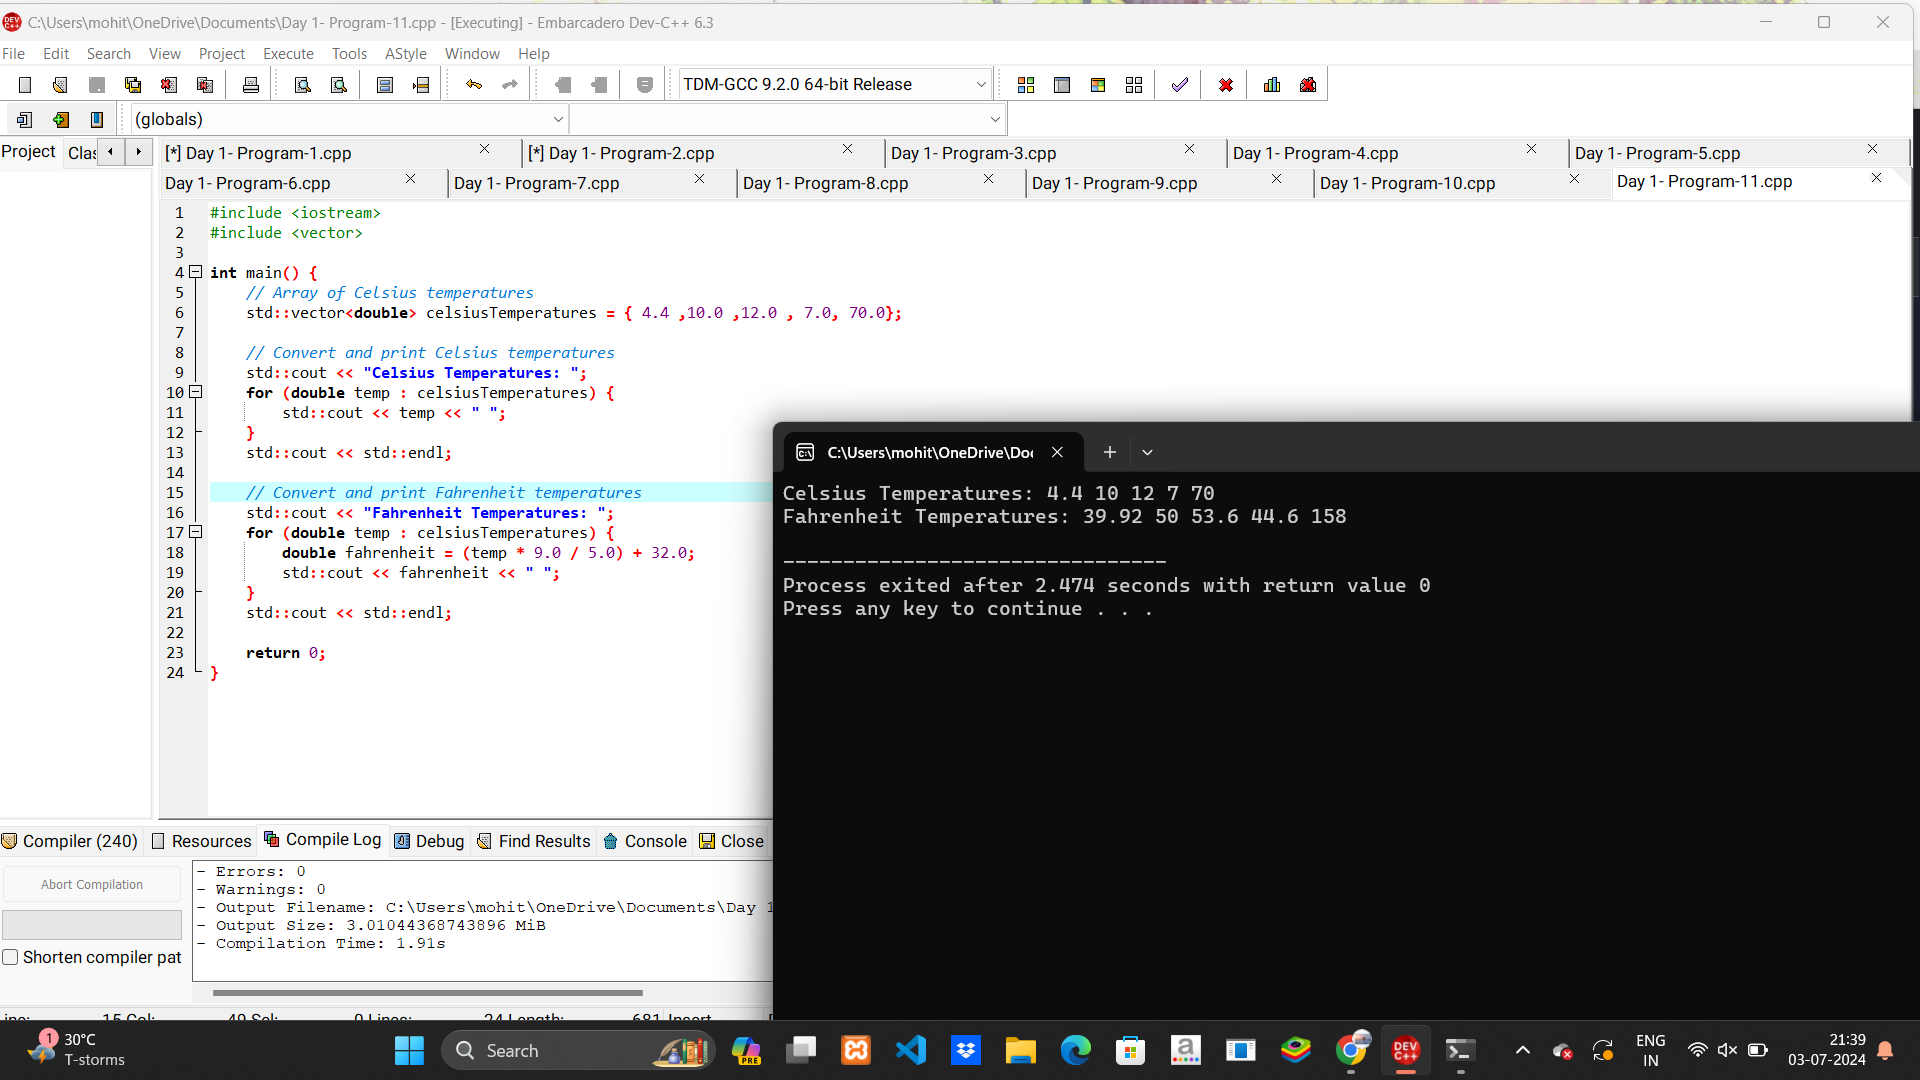 C:\Users\mohit\OneDrive\Documents\Day 1- Program-11.cpp - [Executing] - Embarcadero Dev-C++ 6.3
File Edit Search View Project Execute Tools AStyle Window Help
TDM-GCC 9.2.0 64-bit Release
(globals)
Project Clas
[*] Day 1- Program-1.cpp [*] Day 1- Program-2.cpp Day 1- Program-3.cpp Day 1- Program-4.cpp Day 1- Program-5.cpp
Day 1- Program-6.cpp Day 1- Program-7.cpp Day 1- Program-8.cpp Day 1- Program-9.cpp Day 1- Program-10.cpp Day 1- Program-11.cpp
1 #include <iostream>
2 #include <vector>
3
4 int main() {
5 // Array of Celsius temperatures
6 std::vector<double> celsiusTemperatures = { 4.4 ,10.0 ,12.0 , 7.0, 70.0};
7
8 // Convert and print Celsius temperatures
9 std::cout << "Celsius Temperatures: ";
10 for (double temp : celsiusTemperatures) {
11 std::cout << temp << " ";
12 }
13 std::cout << std::endl;
14
15 // Convert and print Fahrenheit temperatures
16 std::cout << "Fahrenheit Temperatures: ";
17 for (double temp : celsiusTemperatures) {
18 double fahrenheit = (temp * 9.0 / 5.0) + 32.0;
19 std::cout << fahrenheit << " ";
20 }
21 std::cout << std::endl;
22
23 return 0;
24 }
C:\Users\mohit\OneDrive\Doc
Celsius Temperatures: 4.4 10 12 7 70
Fahrenheit Temperatures: 39.92 50 53.6 44.6 158
--------------------------------
Process exited after 2.474 seconds with return value 0
Press any key to continue . . .
Compiler (240) Resources Compile Log Debug Find Results Console Close
Abort Compilation
Shorten compiler pat
- Errors: 0
- Warnings: 0
- Output Filename: C:\Users\mohit\OneDrive\Documents\Day 1
- Output Size: 3.01044368743896 MiB
- Compilation Time: 1.91s
15 Col: 49 Sel: 0 Lines: 24 Length: 681 Insert
1
30°C
T-storms
Search
PRE
DEV C++
ENG
IN
21:39
03-07-2024